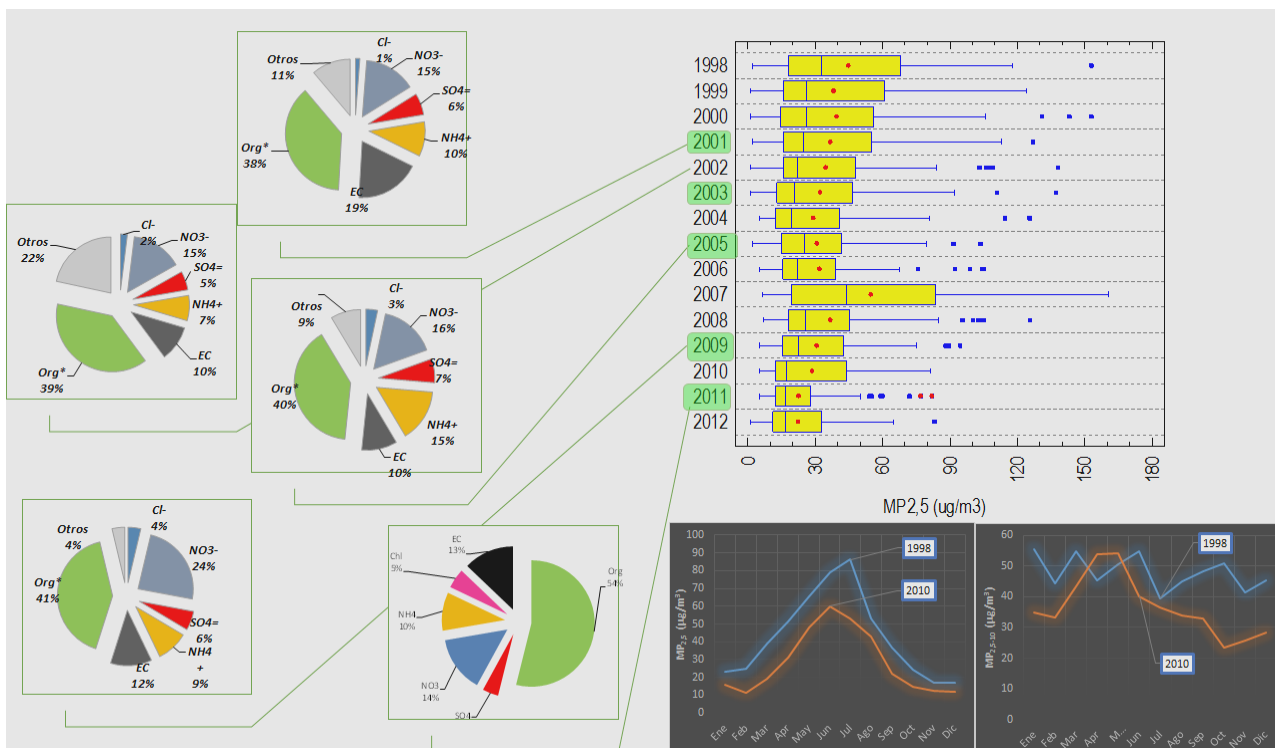 Cl-
1%
NO3-
15%
SO4=
6%
NH4+
10%
EC
19%
Org*
38%
Otros
11%
Cl-
2%
NO3-
15%
SO4=
5%
NH4+
7%
EC
10%
Org*
39%
Otros
22%
Cl-
3%
NO3-
16%
SO4=
7%
NH4+
15%
EC
10%
Org*
40%
Otros
9%
Cl-
4%
NO3-
24%
SO4=
6%
NH4
+
9%
EC
12%
Org*
41%
Otros
4%
EC
13%
Chl
5%
NH4
10%
NO3
14%
SO4
Org
54%
1998
1999
2000
2001
2002
2003
2004
2005
2006
2007
2008
2009
2010
2011
2012
0 30 60 90 120 150 180
MP2,5 (ug/m3)
100
90
80
70
60
50
40
30
20
10
0
MP2,5 (µg/m³)
1998
2010
Ene Feb Mar Apr May Jun Jul Ago Sep Oct Nov Dic
60
50
40
30
20
10
0
MP2,5-10 (µg/m³)
1998
2010
Ene Feb Mar Apr M... Jun Jul Ago Sep Oct Nov Dic